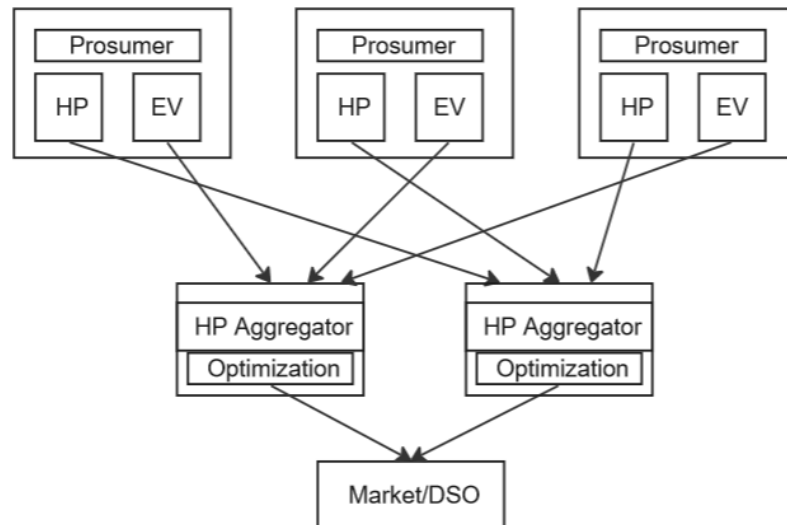 Prosumer
HP EV
Prosumer
HP EV
Prosumer
HP EV
HP Aggregator
Optimization
HP Aggregator
Optimization
Market/DSO